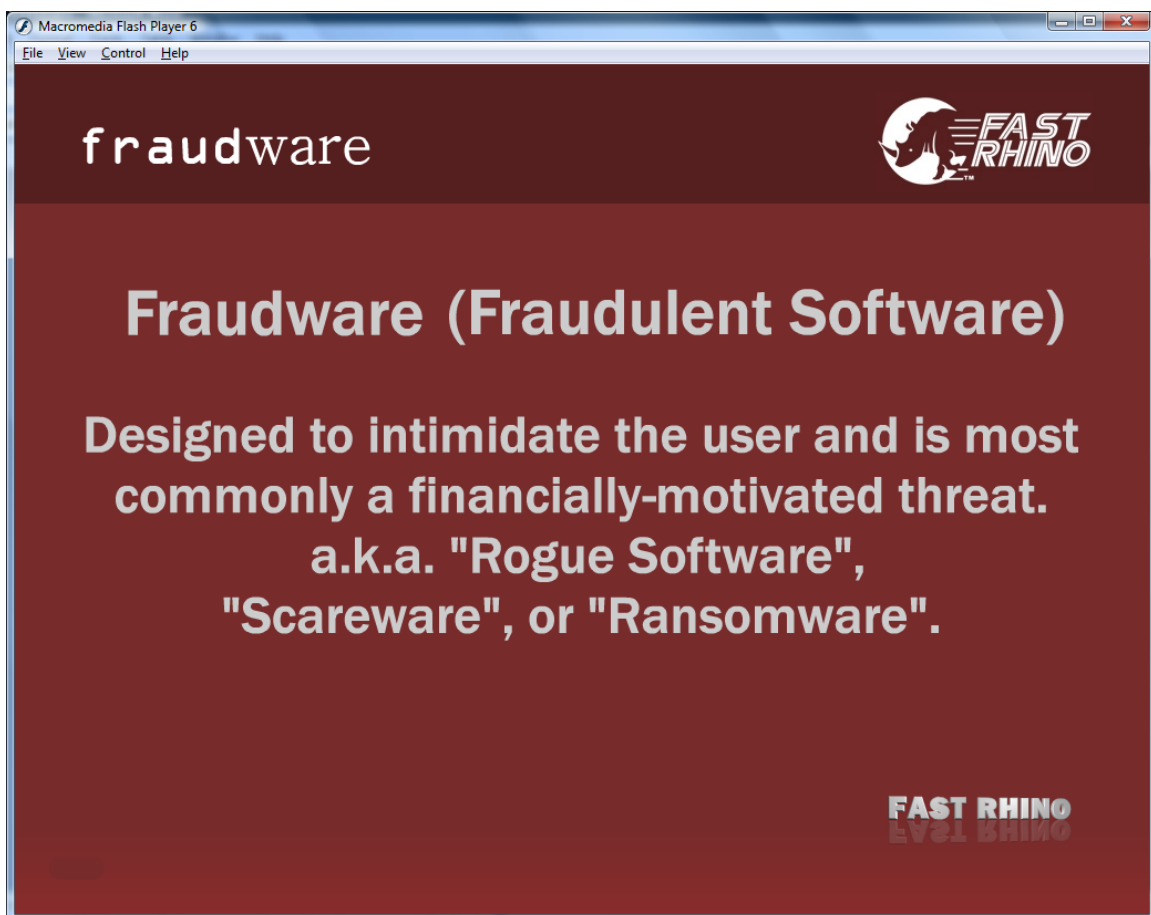 Macromedia Flash Player 6
File View Control Help
fraudware
FAST
RHINO
TM
Fraudware (Fraudulent Software)
Designed to intimidate the user and is most
commonly a financially-motivated threat.
a.k.a. "Rogue Software",
"Scareware", or "Ransomware".
FAST RHINO